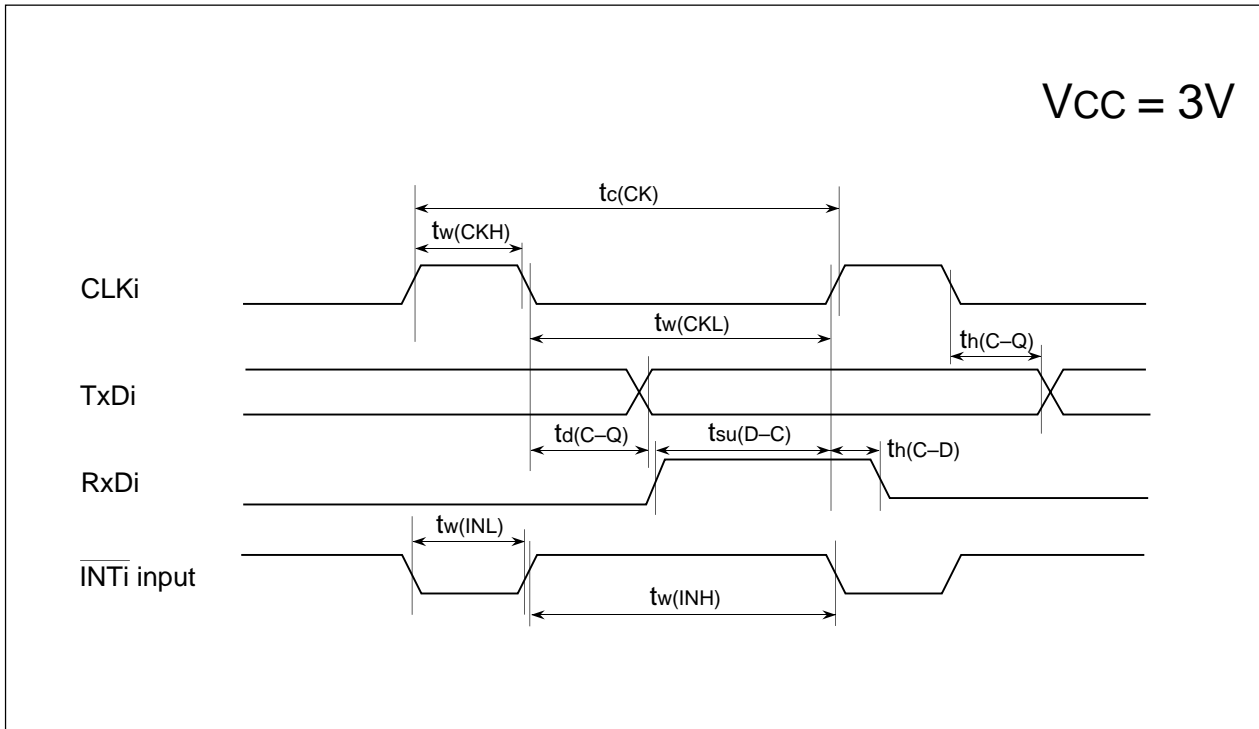 VCC = 3V
tc(CK)
tw(CKH)
CLKi
tw(CKL)
th(C–Q)
TxDi
td(C–Q)
tsu(D–C)
th(C–D)
RxDi
tw(INL)
I̅N̅T̅i̅ input
tw(INH)